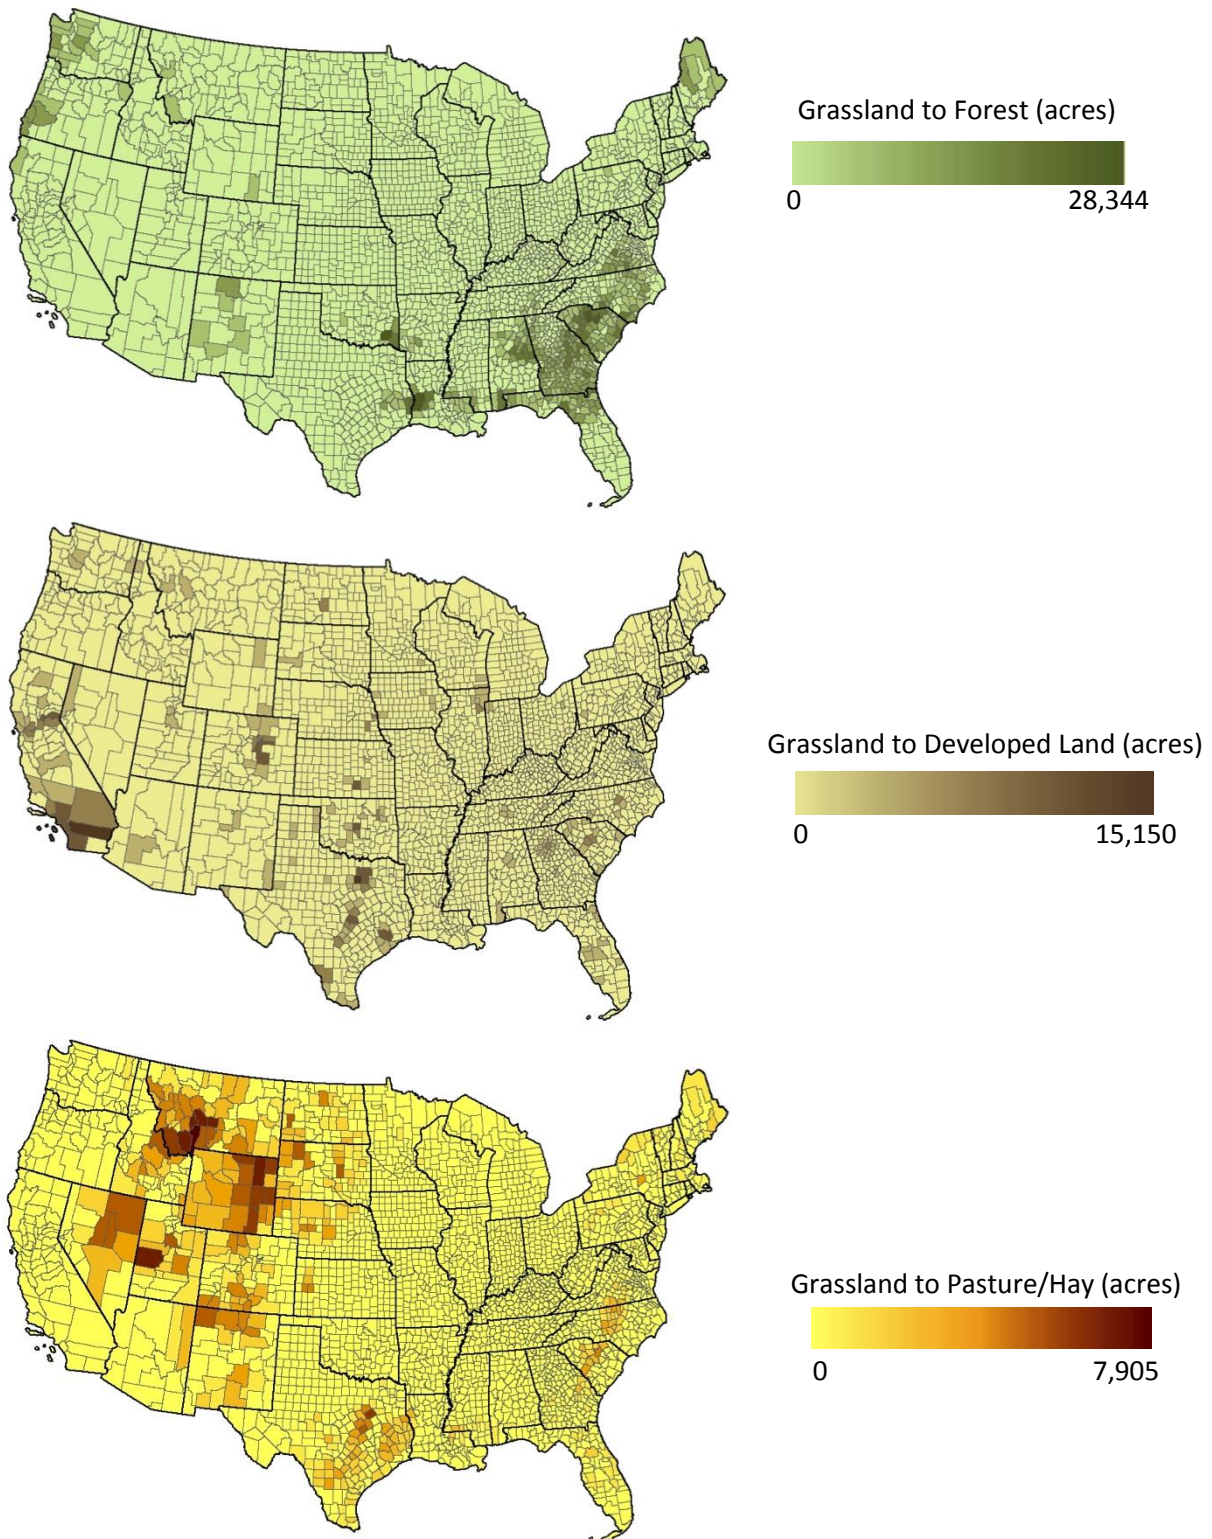 Grassland to Forest (acres)
0 28,344
Grassland to Developed Land (acres)
0 15,150
Grassland to Pasture/Hay (acres)
0 7,905